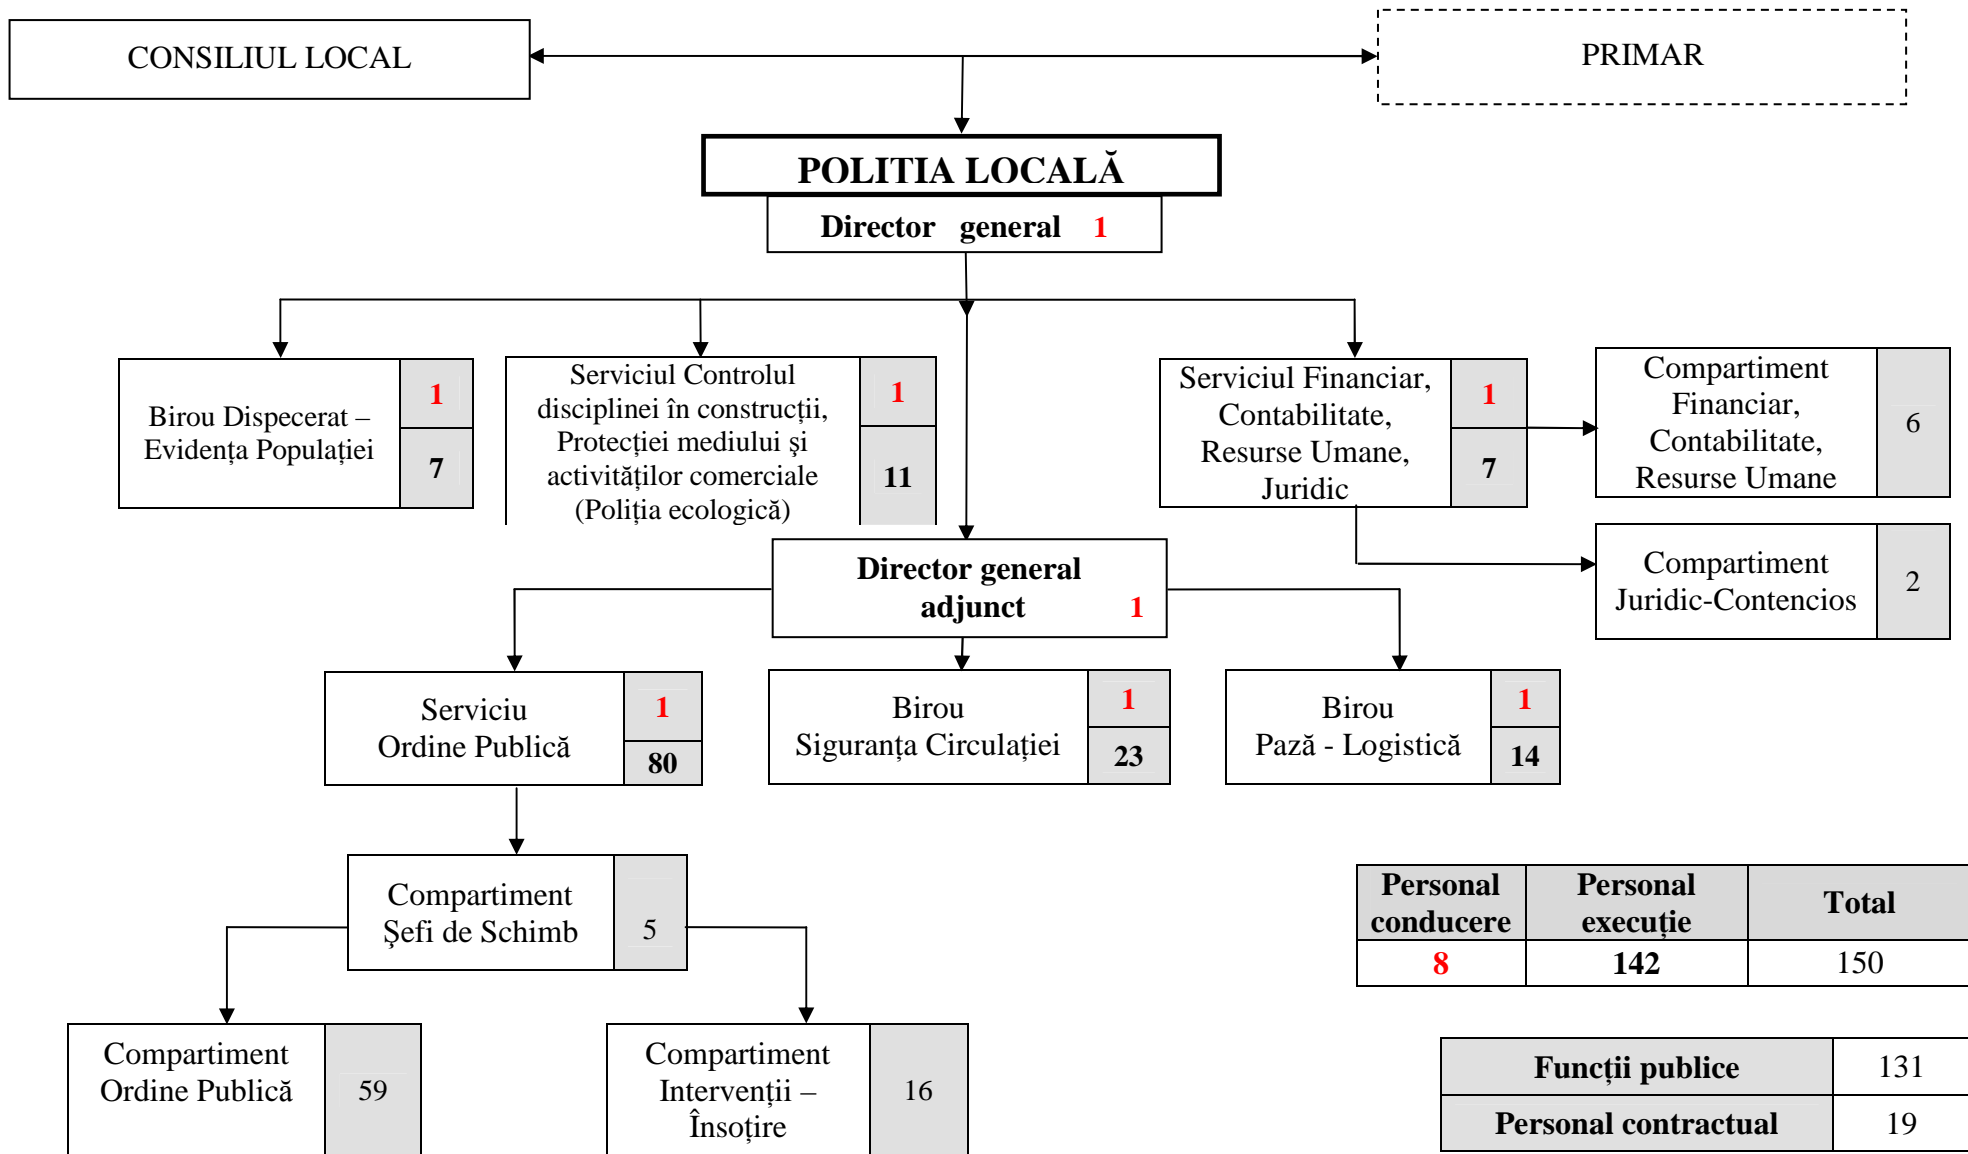 CONSILIUL LOCAL
PRIMAR
POLITIA LOCALĂ
Director general 1
Birou Dispecerat –
Evidența Populației
1
7
Serviciul Controlul
disciplinei în construcții,
Protecției mediului şi
activităților comerciale
(Poliția ecologică)
1
11
Serviciul Financiar,
Contabilitate,
Resurse Umane,
Juridic
1
7
Compartiment
Financiar,
Contabilitate,
Resurse Umane
6
Compartiment
Juridic-Contencios
2
Director general
adjunct 1
Serviciu
Ordine Publică
1
80
Birou
Siguranța Circulației
1
23
Birou
Pază - Logistică
1
14
Compartiment
Şefi de Schimb
5
Compartiment
Ordine Publică
59
Compartiment
Intervenții –
Însoțire
16
Personal
conducere
Personal
execuție
Total
8 142 150
Funcții publice 131
Personal contractual 19